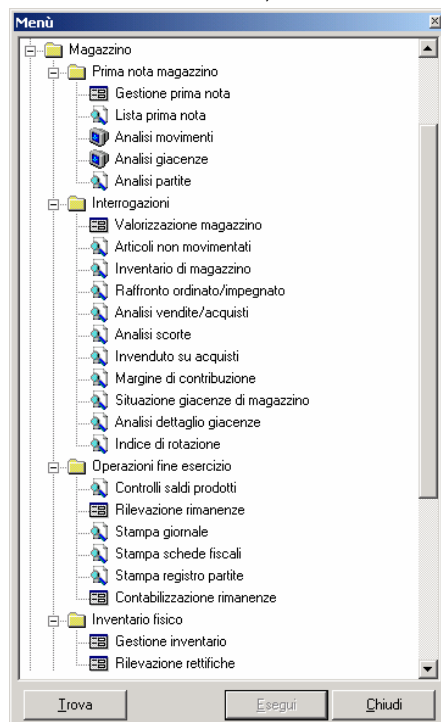 Menù
Magazzino
Prima nota magazzino
Gestione prima nota
Lista prima nota
Analisi movimenti
Analisi giacenze
Analisi partite
Interrogazioni
Valorizzazione magazzino
Articoli non movimentati
Inventario di magazzino
Raffronto ordinato/impegnato
Analisi vendite/acquisti
Analisi scorte
Invenduto su acquisti
Margine di contribuzione
Situazione giacenze di magazzino
Analisi dettaglio giacenze
Indice di rotazione
Operazioni fine esercizio
Controlli saldi prodotti
Rilevazione rimanenze
Stampa giornale
Stampa schede fiscali
Stampa registro partite
Contabilizzazione rimanenze
Inventario fisico
Gestione inventario
Rilevazione rettifiche
Trova Esegui Chiudi